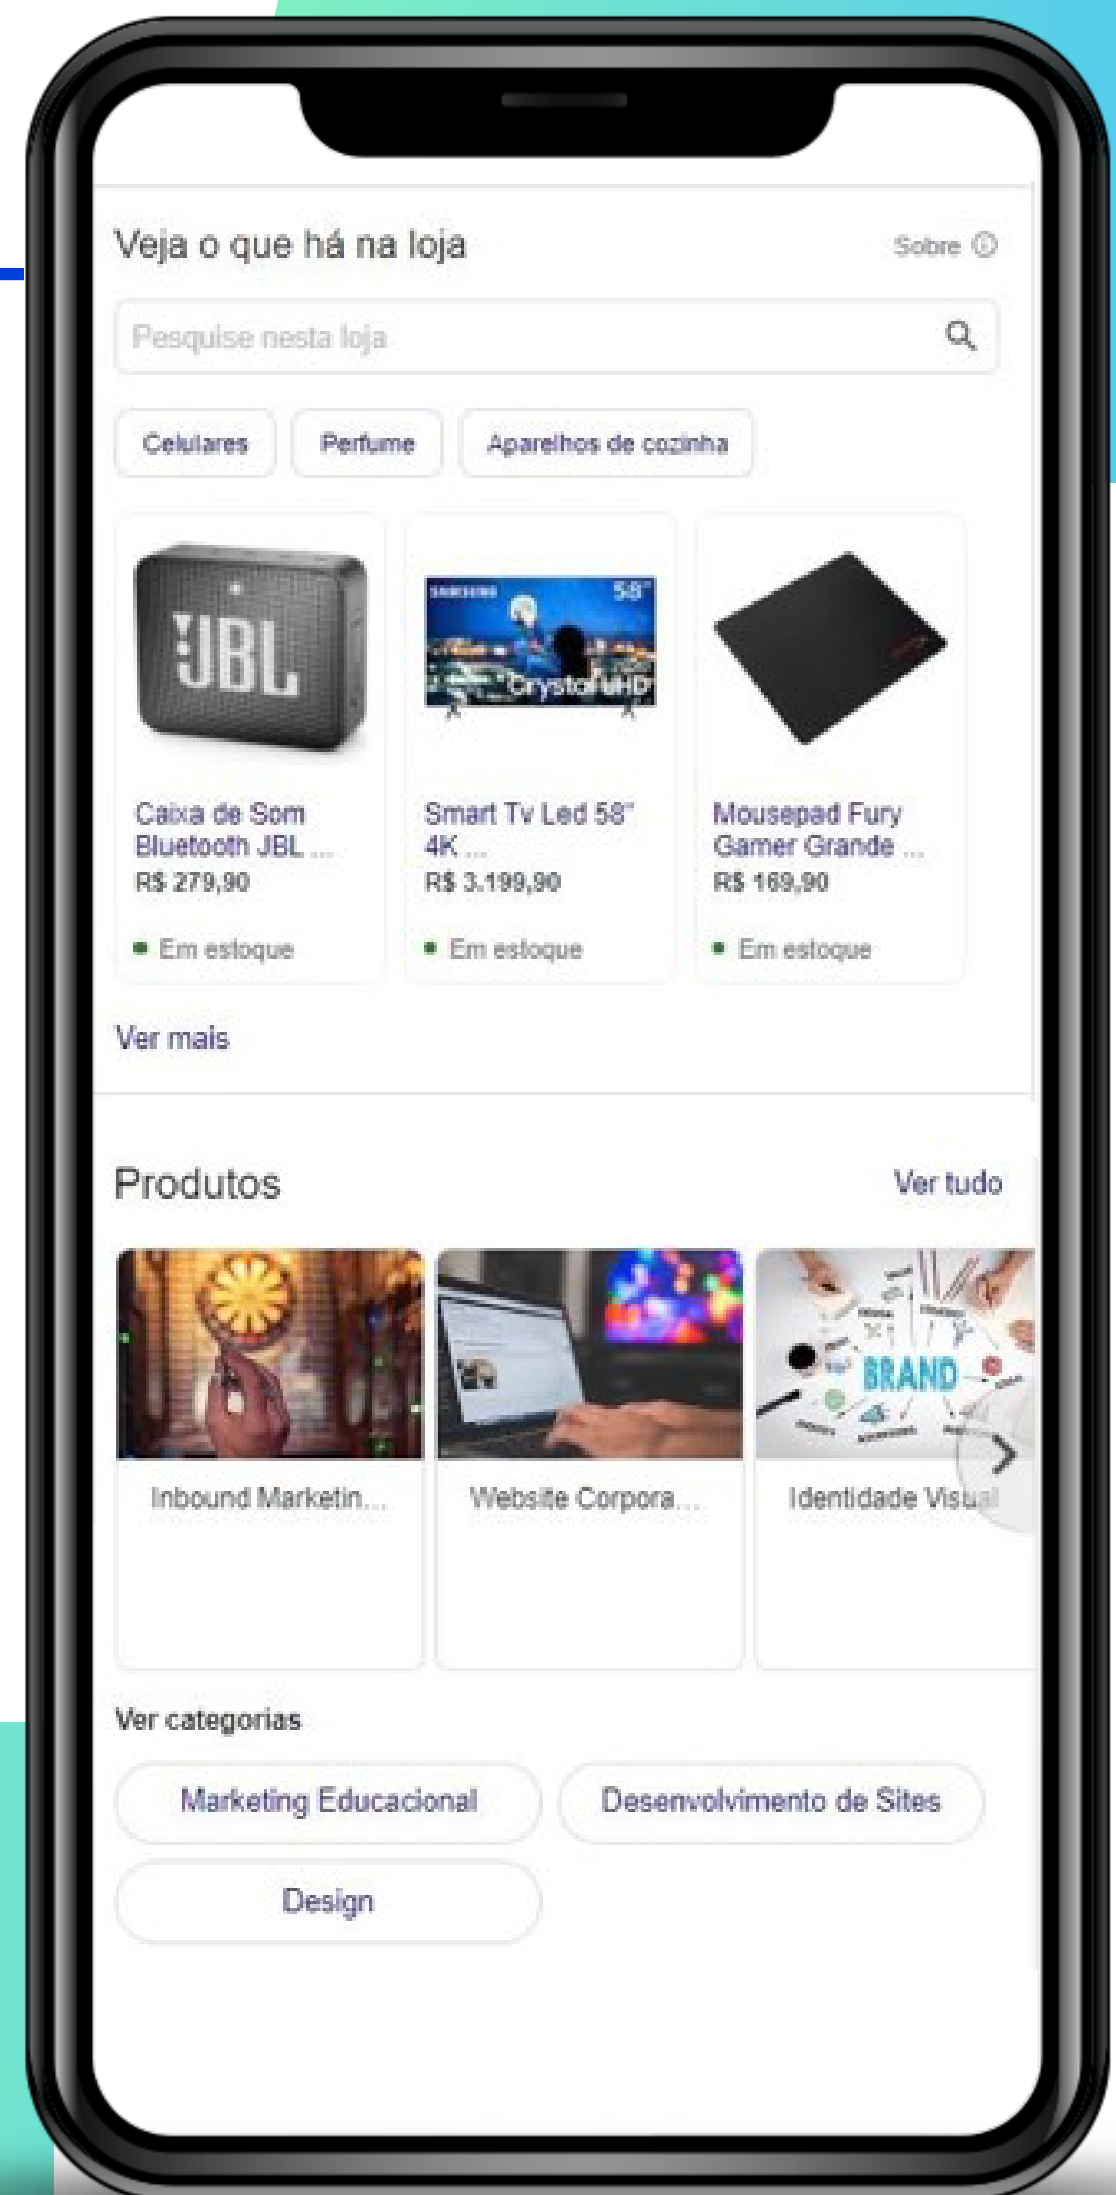 Veja o que há na loja
Sobre
Pesquise nesta loja
Celulares
Perfume
Aparelhos de cozinha
JBL
SAMSUNG
58"
Crystal UHD
Caixa de Som
Bluetooth JBL ...
R$ 279,90
Em estoque
Smart Tv Led 58"
4K ...
R$ 3.199,90
Em estoque
Mousepad Fury
Gamer Grande ...
R$ 169,90
Em estoque
Ver mais
Produtos
Ver tudo
BRAND
Inbound Marketin...
Website Corpora...
Identidade Visual
Ver categorias
Marketing Educacional
Desenvolvimento de Sites
Design